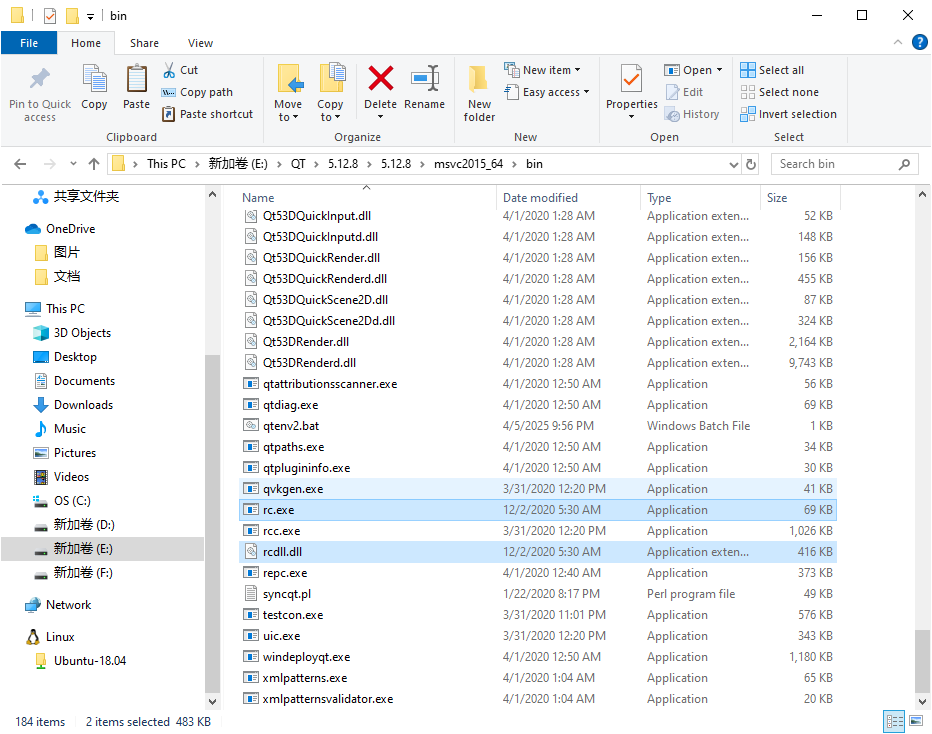 bin
File Home Share View
Pin to Quick access
Copy
Paste
Cut
Copy path
Paste shortcut
Clipboard
Move to
Copy to
Delete
Rename
Organize
New folder
New item
Easy access
New
Properties
Open
Edit
History
Open
Select all
Select none
Invert selection
Select
This PC > 新加卷 (E:) > QT > 5.12.8 > 5.12.8 > msvc2015_64 > bin
Search bin
共享文件夹
OneDrive
图片
文档
This PC
3D Objects
Desktop
Documents
Downloads
Music
Pictures
Videos
OS (C:)
新加卷 (D:)
新加卷 (E:)
新加卷 (F:)
Network
Linux
Ubuntu-18.04
Name Date modified Type Size
Qt53DQuickInput.dll 4/1/2020 1:28 AM Application exten... 52 KB
Qt53DQuickInputd.dll 4/1/2020 1:28 AM Application exten... 148 KB
Qt53DQuickRender.dll 4/1/2020 1:28 AM Application exten... 156 KB
Qt53DQuickRenderd.dll 4/1/2020 1:28 AM Application exten... 455 KB
Qt53DQuickScene2D.dll 4/1/2020 1:28 AM Application exten... 87 KB
Qt53DQuickScene2Dd.dll 4/1/2020 1:28 AM Application exten... 324 KB
Qt53DRender.dll 4/1/2020 1:28 AM Application exten... 2,164 KB
Qt53DRenderd.dll 4/1/2020 1:28 AM Application exten... 9,743 KB
qtattributionsscanner.exe 4/1/2020 12:50 AM Application 56 KB
qtdiag.exe 4/1/2020 12:50 AM Application 69 KB
qtenv2.bat 4/5/2025 9:56 PM Windows Batch File 1 KB
qtpaths.exe 4/1/2020 12:50 AM Application 34 KB
qtplugininfo.exe 4/1/2020 12:50 AM Application 30 KB
qvkgen.exe 3/31/2020 12:20 PM Application 41 KB
rc.exe 12/2/2020 5:30 AM Application 69 KB
rcc.exe 3/31/2020 12:20 PM Application 1,026 KB
rcdll.dll 12/2/2020 5:30 AM Application exten... 416 KB
repc.exe 4/1/2020 12:40 AM Application 373 KB
syncqt.pl 1/22/2020 8:17 PM Perl program file 49 KB
testcon.exe 3/31/2020 11:01 PM Application 576 KB
uic.exe 3/31/2020 12:20 PM Application 343 KB
windeployqt.exe 4/1/2020 12:50 AM Application 1,180 KB
xmlpatterns.exe 4/1/2020 1:04 AM Application 65 KB
xmlpatternsvalidator.exe 4/1/2020 1:04 AM Application 20 KB
184 items 2 items selected 483 KB